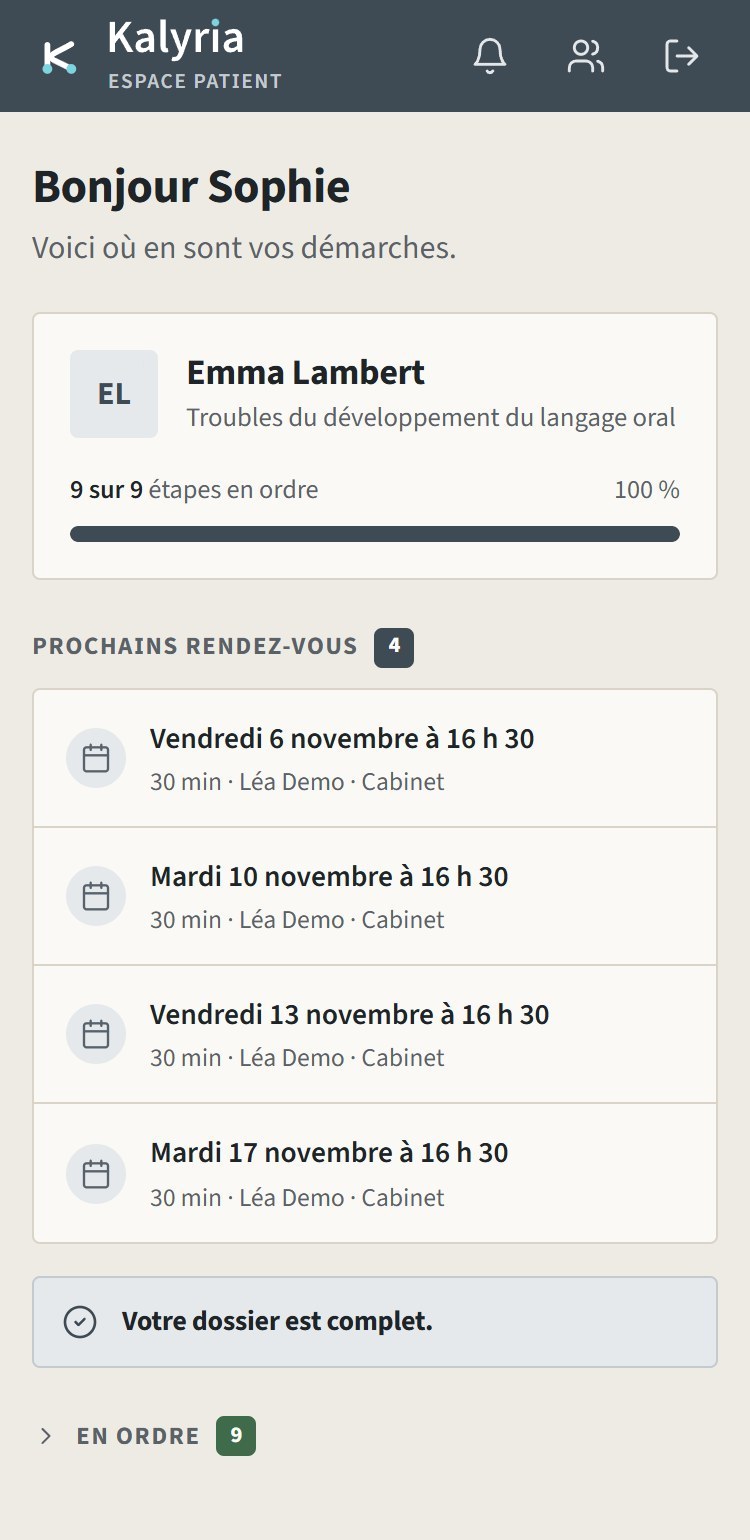 Kalyria
ESPACE PATIENT
Bonjour Sophie
Voici où en sont vos démarches.
EL
Emma Lambert
Troubles du développement du langage oral
9 sur 9 étapes en ordre
100 %
PROCHAINS RENDEZ-VOUS 4
Vendredi 6 novembre à 16 h 30
30 min · Léa Demo · Cabinet
Mardi 10 novembre à 16 h 30
30 min · Léa Demo · Cabinet
Vendredi 13 novembre à 16 h 30
30 min · Léa Demo · Cabinet
Mardi 17 novembre à 16 h 30
30 min · Léa Demo · Cabinet
Votre dossier est complet.
EN ORDRE 9